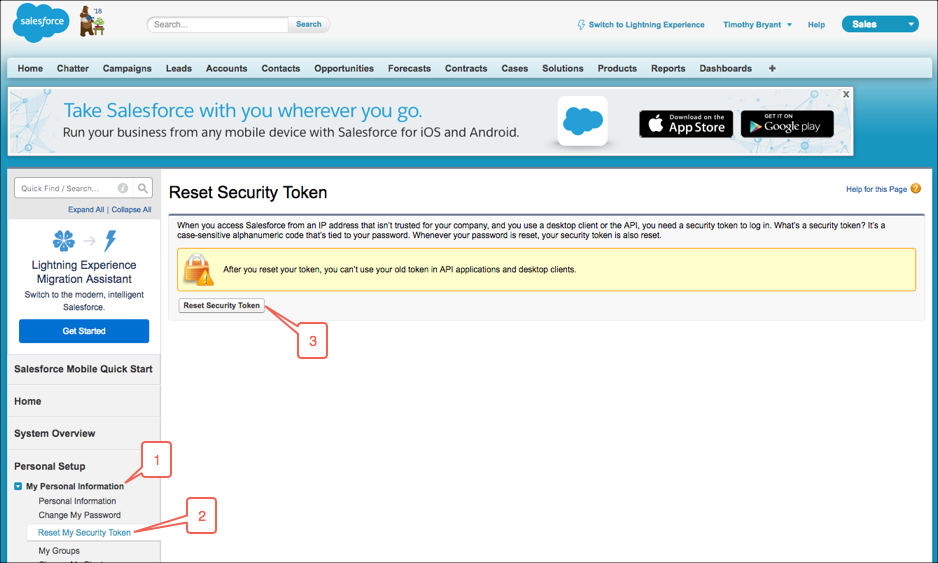 salesforce
'18
Search...
Search
Switch to Lightning Experience
Timothy Bryant
Help
Sales
Home Chatter Campaigns Leads Accounts Contacts Opportunities Forecasts Contracts Cases Solutions Products Reports Dashboards +
Take Salesforce with you wherever you go.
Run your business from any mobile device with Salesforce for iOS and Android.
Download on the
App Store
GET IT ON
Google play
X
Quick Find / Search...
Expand All | Collapse All
Lightning Experience
Migration Assistant
Switch to the modern, intelligent
Salesforce.
Get Started
Salesforce Mobile Quick Start
Home
System Overview
Personal Setup
My Personal Information
Personal Information
Change My Password
Reset My Security Token
My Groups
1
2
Reset Security Token
Help for this Page
When you access Salesforce from an IP address that isn't trusted for your company, and you use a desktop client or the API, you need a security token to log in. What's a security token? It's a
case-sensitive alphanumeric code that's tied to your password. Whenever your password is reset, your security token is also reset.
After you reset your token, you can't use your old token in API applications and desktop clients.
Reset Security Token
3